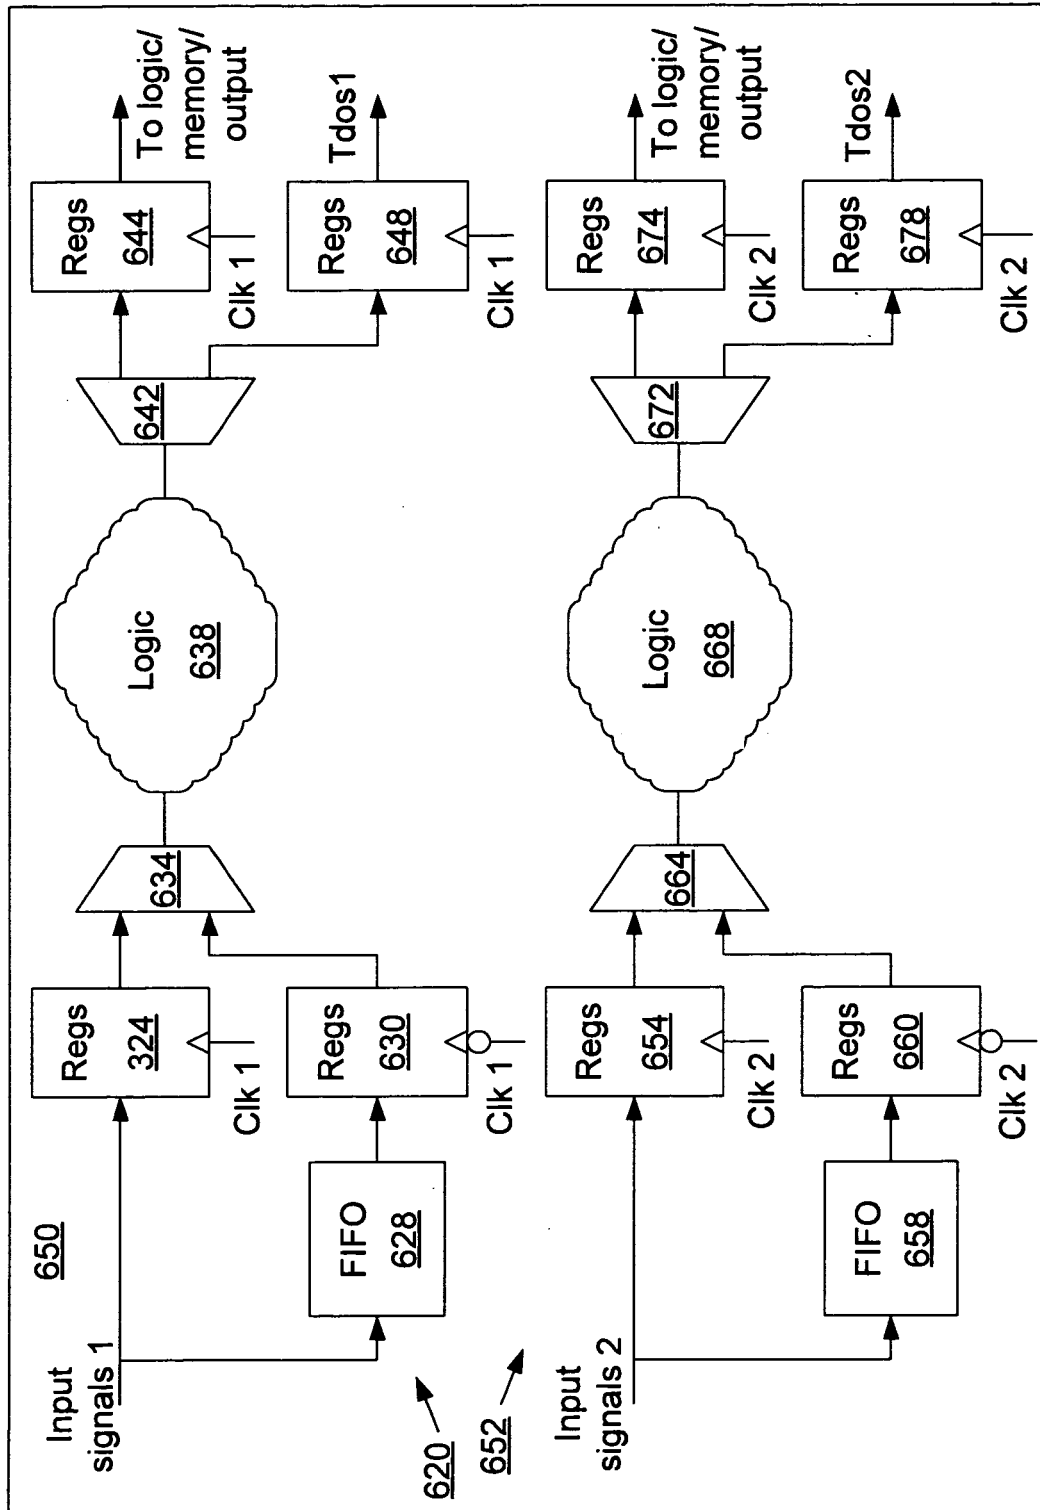 650
Input
signals 1
Regs
324
Clk 1
634
Logic
638
642
Regs
644
Clk 1
To logic/
memory/
output
FIFO
628
Regs
630
Clk 1
Regs
648
Clk 1
Tdos1
620
652
Input
signals 2
Regs
654
Clk 2
664
Logic
668
672
Regs
674
Clk 2
To logic/
memory/
output
FIFO
658
Regs
660
Clk 2
Regs
678
Clk 2
Tdos2